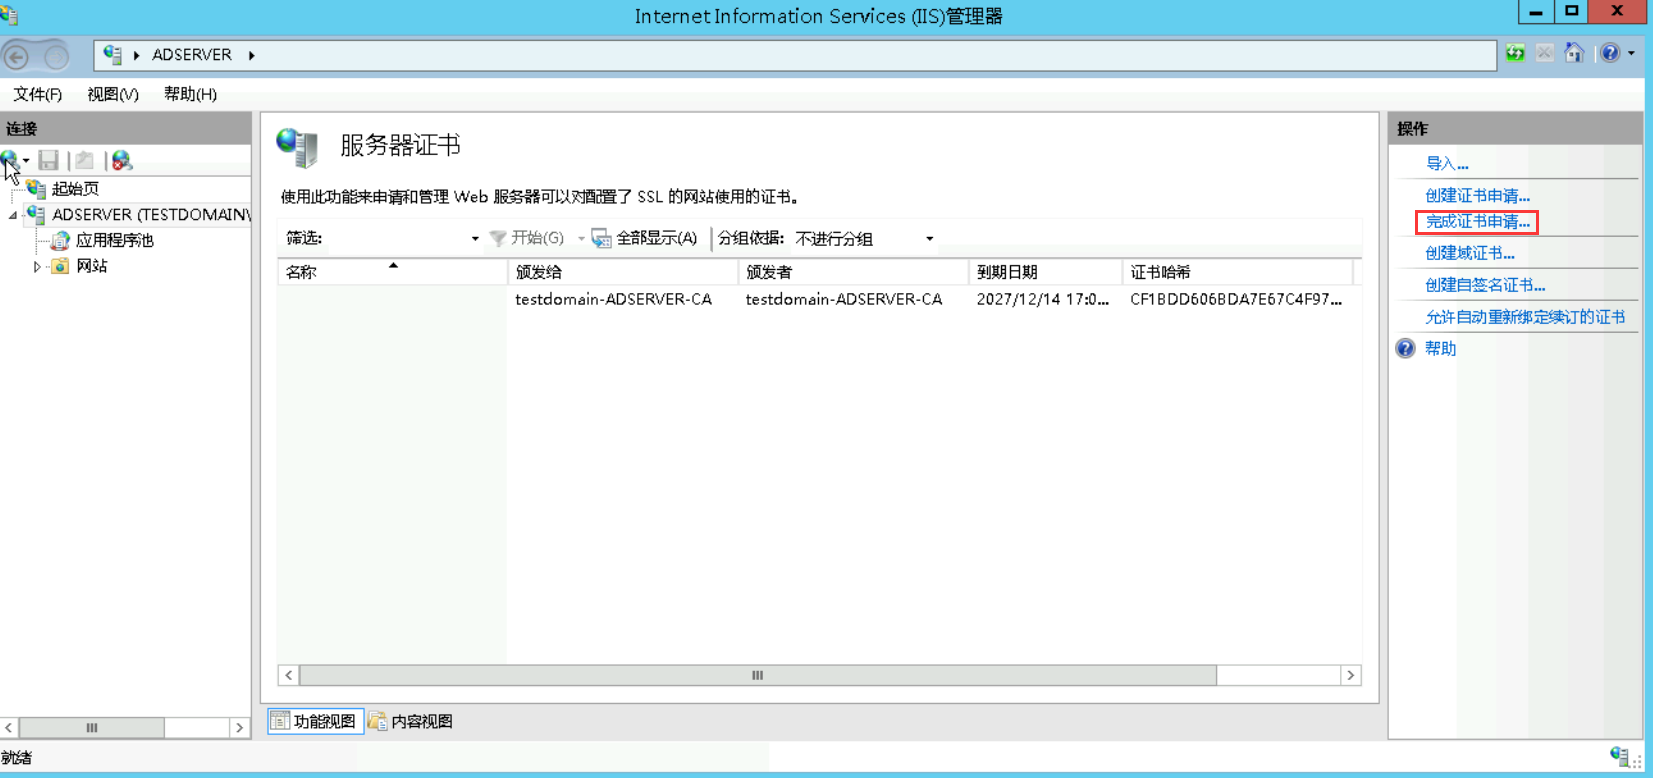 Internet Information Services (IIS)管理器
ADSERVER
文件(F) 视图(V) 帮助(H)
连接
起始页
ADSERVER (TESTDOMAIN\
应用程序池
网站
服务器证书
使用此功能来申请和管理 Web 服务器可以对配置了 SSL 的网站使用的证书。
筛选: 开始(G) 全部显示(A) 分组依据: 不进行分组
名称 颁发给 颁发者 到期日期 证书哈希
testdomain-ADSERVER-CA testdomain-ADSERVER-CA 2027/12/14 17:0... CF1BDD606BDA7E67C4F97...
功能视图 内容视图
操作
导入...
创建证书申请...
完成证书申请...
创建域证书...
创建自签名证书...
允许自动重新绑定续订的证书
帮助
就绪